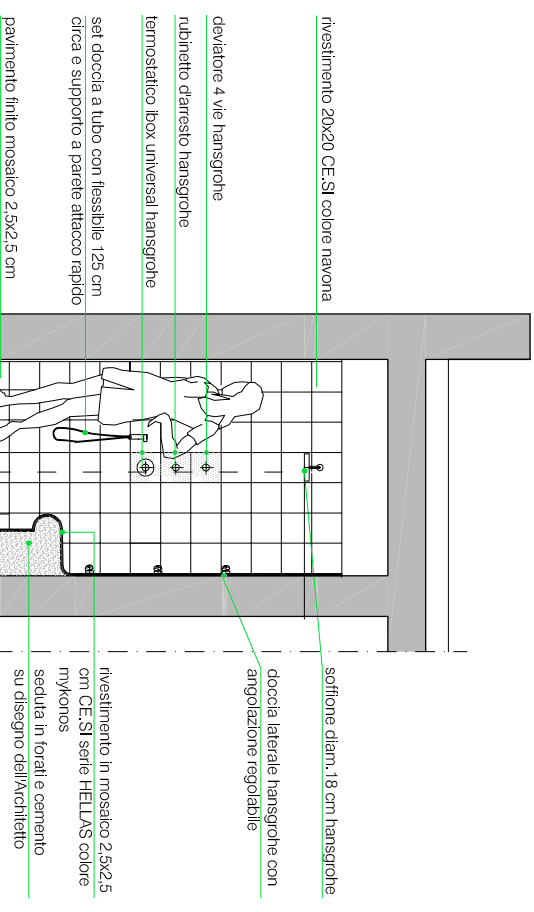 rivestimento 20x20 CE.SI colore navona
deviatore 4 vie hansgrohe
rubinetto d'arresto hansgrohe
termostatico ibox universal hansgrohe
set doccia a tubo con flessibile 125 cm
circa e supporto a parete attacco rapido
pavimento finito mosaico 2,5x2,5 cm
soffione diam.18 cm hansgrohe
doccia laterale hansgrohe con
angolazione regolabile
rivestimento in mosaico 2,5x2,5
cm CE.SI serie HELLAS colore
mykonos
seduta in forati e cemento
su disegno dell'Architetto